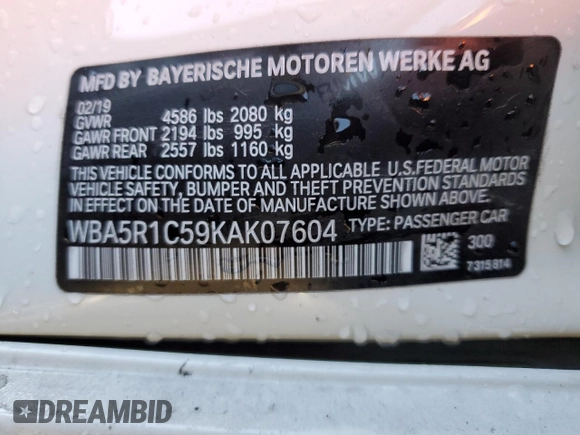 MFD BY BAYERISCHE MOTOREN WERKE AG
02/19
GVWR 4586 lbs 2080 kg
GAWR FRONT 2194 lbs 995 kg
GAWR REAR 2557 lbs 1160 kg
THIS VEHICLE CONFORMS TO ALL APPLICABLE U.S.FEDERAL MOTOR
VEHICLE SAFETY, BUMPER AND THEFT PREVENTION STANDARDS
IN EFFECT ON THE DATE OF MANUFACTURE SHOWN ABOVE.
WBA5R1C59KAK07604 TYPE: PASSENGER CAR
300
7315814
DREAMBID